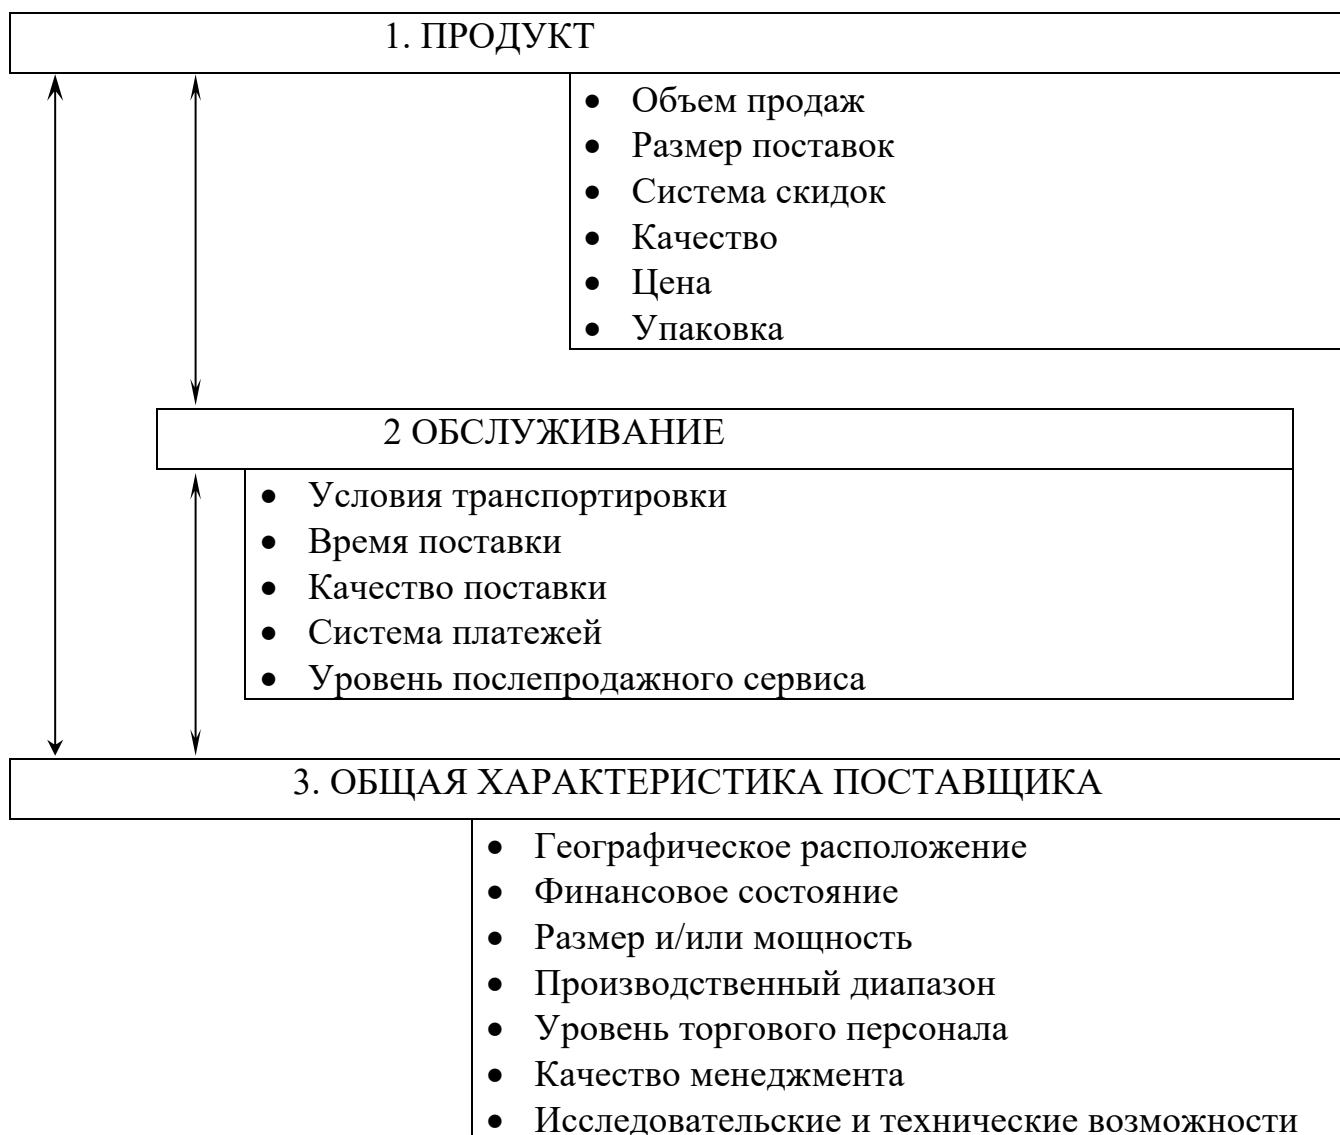 1. ПРОДУКТ
• Объем продаж
• Размер поставок
• Система скидок
• Качество
• Цена
• Упаковка
2 ОБСЛУЖИВАНИЕ
• Условия транспортировки
• Время поставки
• Качество поставки
• Система платежей
• Уровень послепродажного сервиса
3. ОБЩАЯ ХАРАКТЕРИСТИКА ПОСТАВЩИКА
• Географическое расположение
• Финансовое состояние
• Размер и/или мощность
• Производственный диапазон
• Уровень торгового персонала
• Качество менеджмента
• Исследовательские и технические возможности